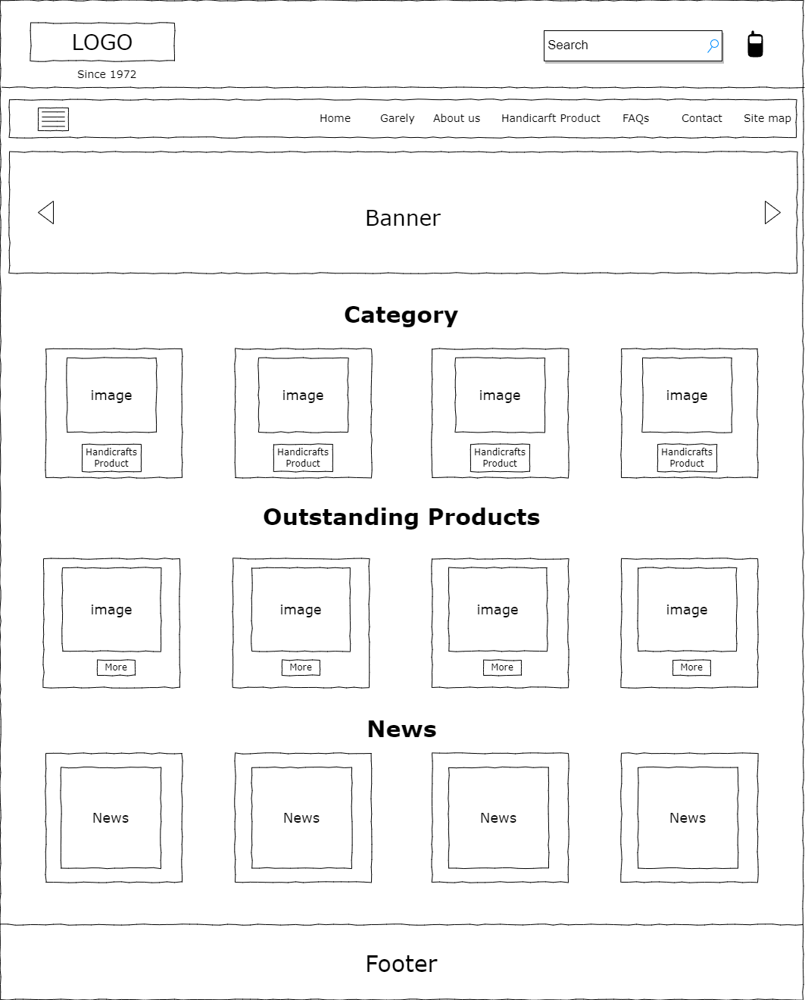 LOGO
Since 1972
Search
Home Garely About us Handicarft Product FAQs Contact Site map
Banner
Category
image image image image
Handicrafts Handicrafts Handicrafts Handicrafts
Product Product Product Product
Outstanding Products
image image image image
More More More More
News
News News News News
Footer